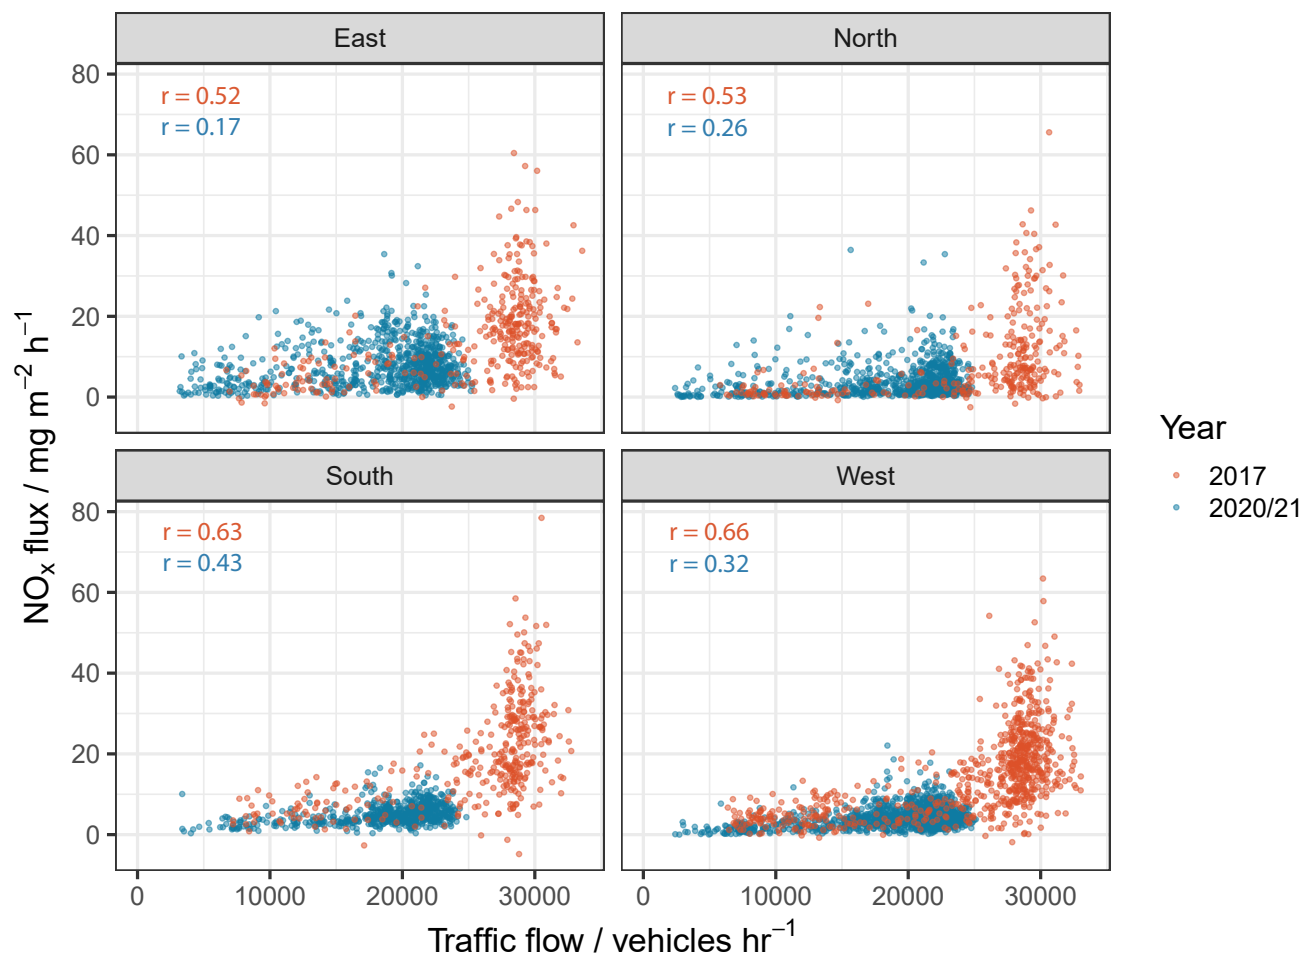 East
North
80
60
40
20
0
r = 0.52
r = 0.17
r = 0.53
r = 0.26
South
West
80
60
40
20
0
r = 0.63
r = 0.43
r = 0.66
r = 0.32
0 10000 20000 30000
0 10000 20000 30000
Traffic flow / vehicles hr⁻¹
NOₓ flux / mg m⁻² h⁻¹
Year
2017
2020/21